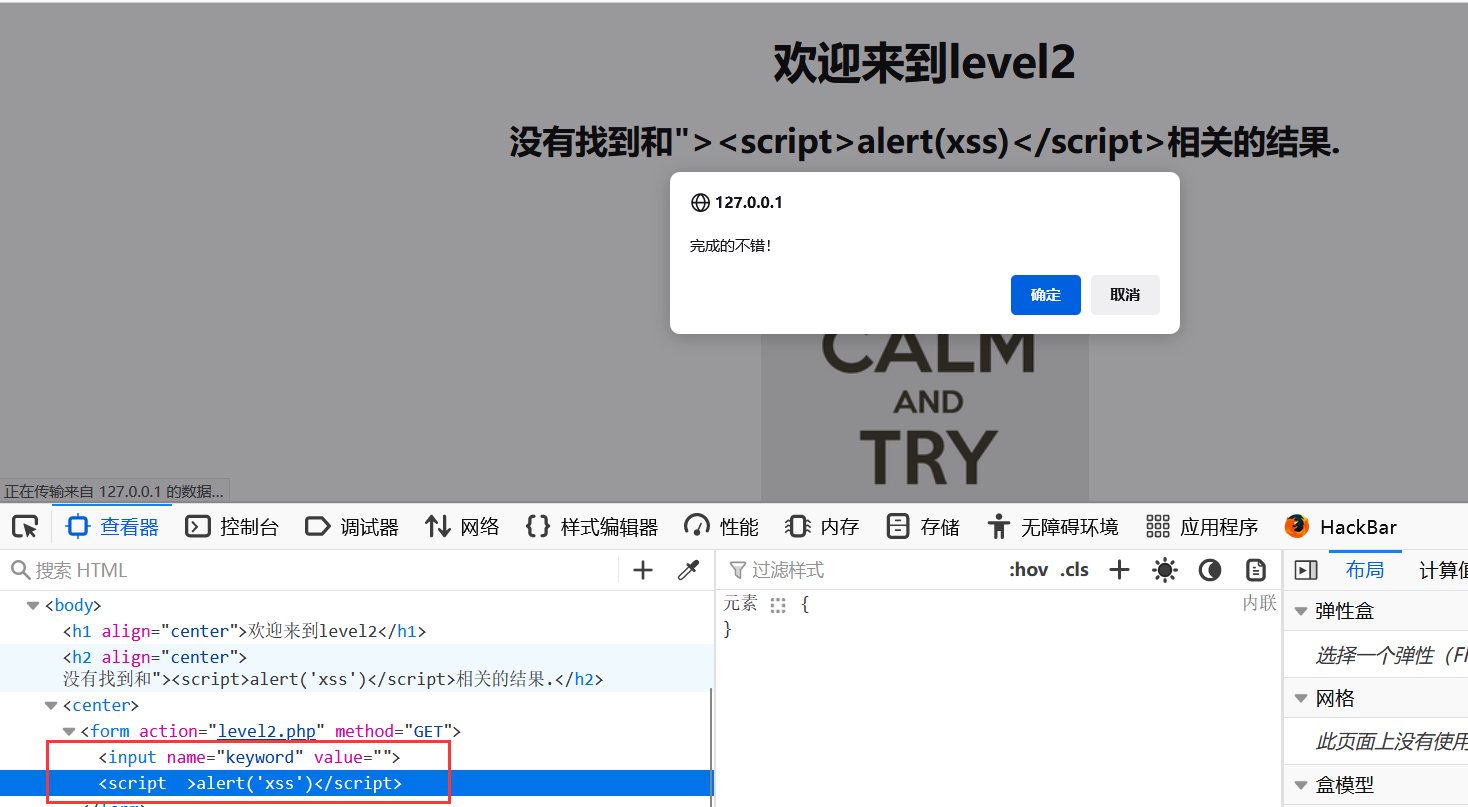 欢迎来到level2
没有找到和"><script>alert(xss)</script>相关的结果.
127.0.0.1
完成的不错!
确定 取消
CALM
AND
TRY
正在传输来自 127.0.0.1 的数据...
查看器 控制台 调试器 网络 样式编辑器 性能 内存 存储 无障碍环境 应用程序 HackBar
搜索 HTML
过滤样式 :hov .cls
布局 计算值
<body>
<h1 align="center">欢迎来到level2</h1>
<h2 align="center">
没有找到和"><script>alert('xss')</script>相关的结果.</h2>
<center>
<form action="level2.php" method="GET">
<input name="keyword" value="">
<script >alert('xss')</script>
元素 {
内联
}
弹性盒
选择一个弹性（Fl
网格
此页面上没有使用
盒模型